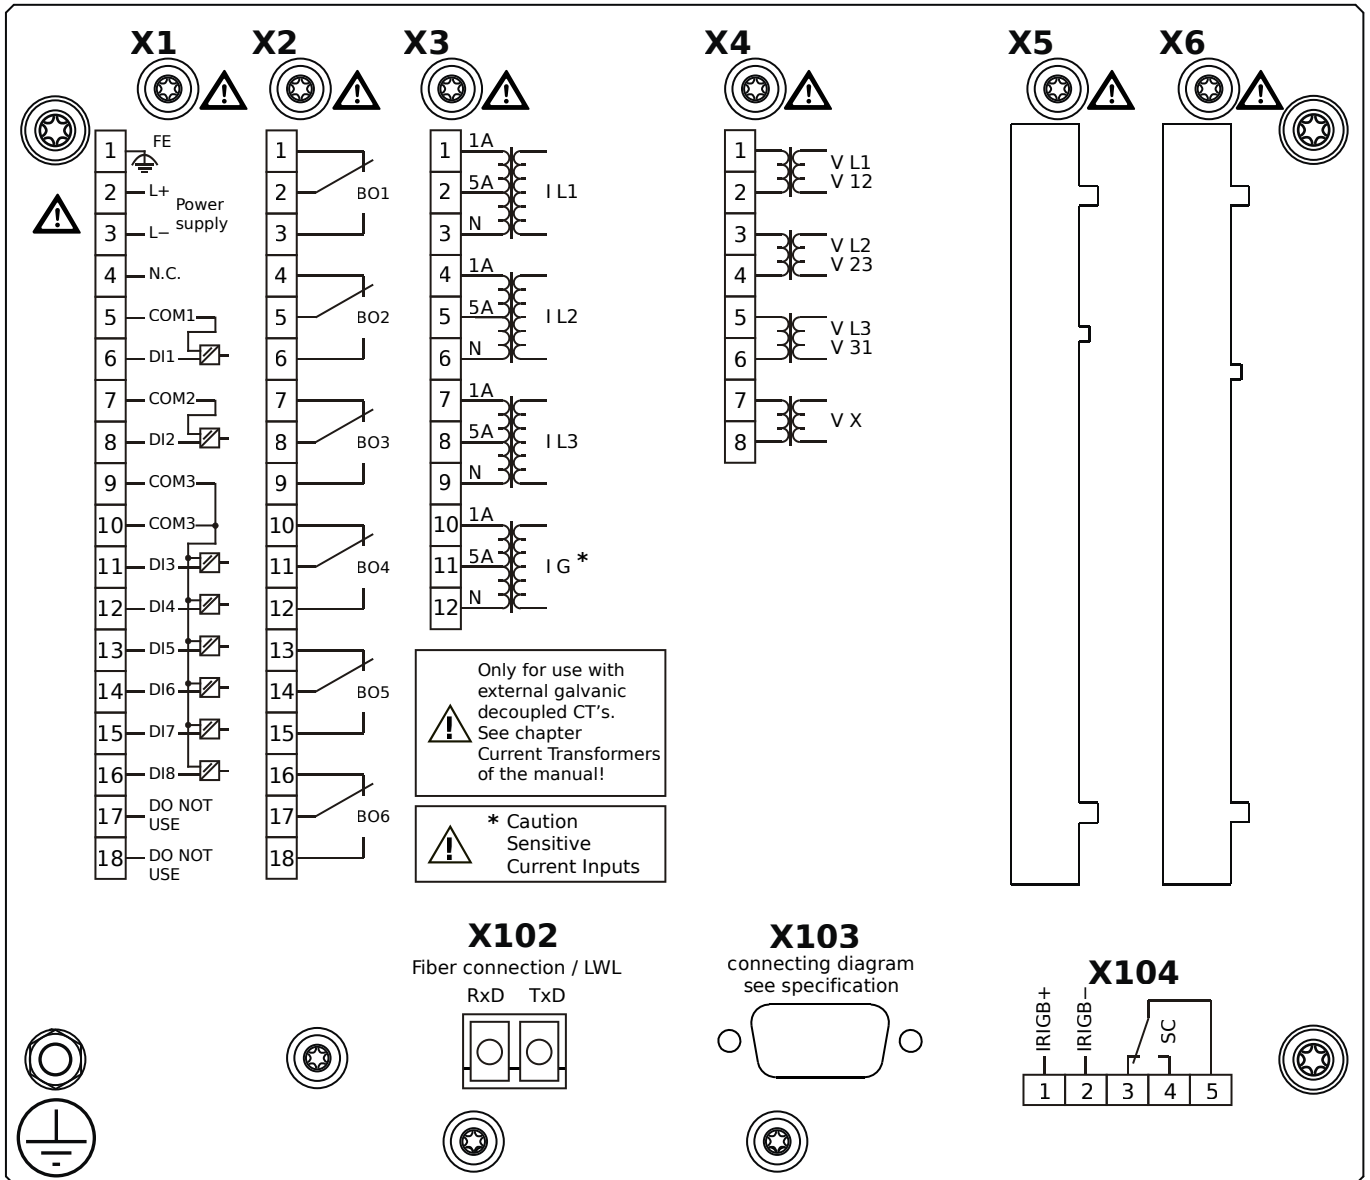 X1
X2
X3
X4
X5
X6
1 FE
2 L+
Power
supply
3 L−
4 N.C.
5 COM1
6 DI1
7 COM2
8 DI2
9 COM3
10 COM3
11 DI3
12 DI4
13 DI5
14 DI6
15 DI7
16 DI8
17 DO NOT
USE
18 DO NOT
USE
1
2 BO1
3
4
5 BO2
6
7
8 BO3
9
10
11 BO4
12
13
14 BO5
15
16
17 BO6
18
1 1A
2 5A I L1
3 N
4 1A
5 5A I L2
6 N
7 1A
8 5A I L3
9 N
10 1A
11 5A I G *
12 N
1 V L1
2 V 12
3 V L2
4 V 23
5 V L3
6 V 31
7 V X
8
Only for use with
external galvanic
decoupled CT's.
See chapter
Current Transformers
of the manual!
* Caution
Sensitive
Current Inputs
X102
Fiber connection / LWL
RxD TxD
X103
connecting diagram
see specification
X104
IRIGB+
IRIGB−
SC
1 2 3 4 5